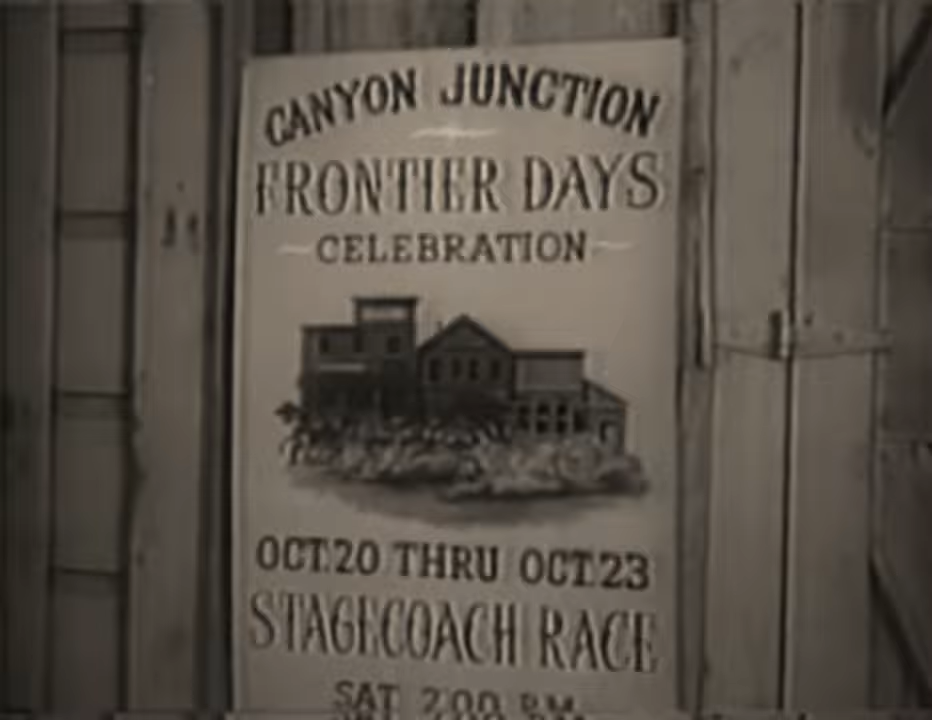 CANYON JUNCTION
FRONTIER DAYS
CELEBRATION
OCT.20 THRU OCT.23
STAGECOACH RACE
SAT 2:00 P.M.